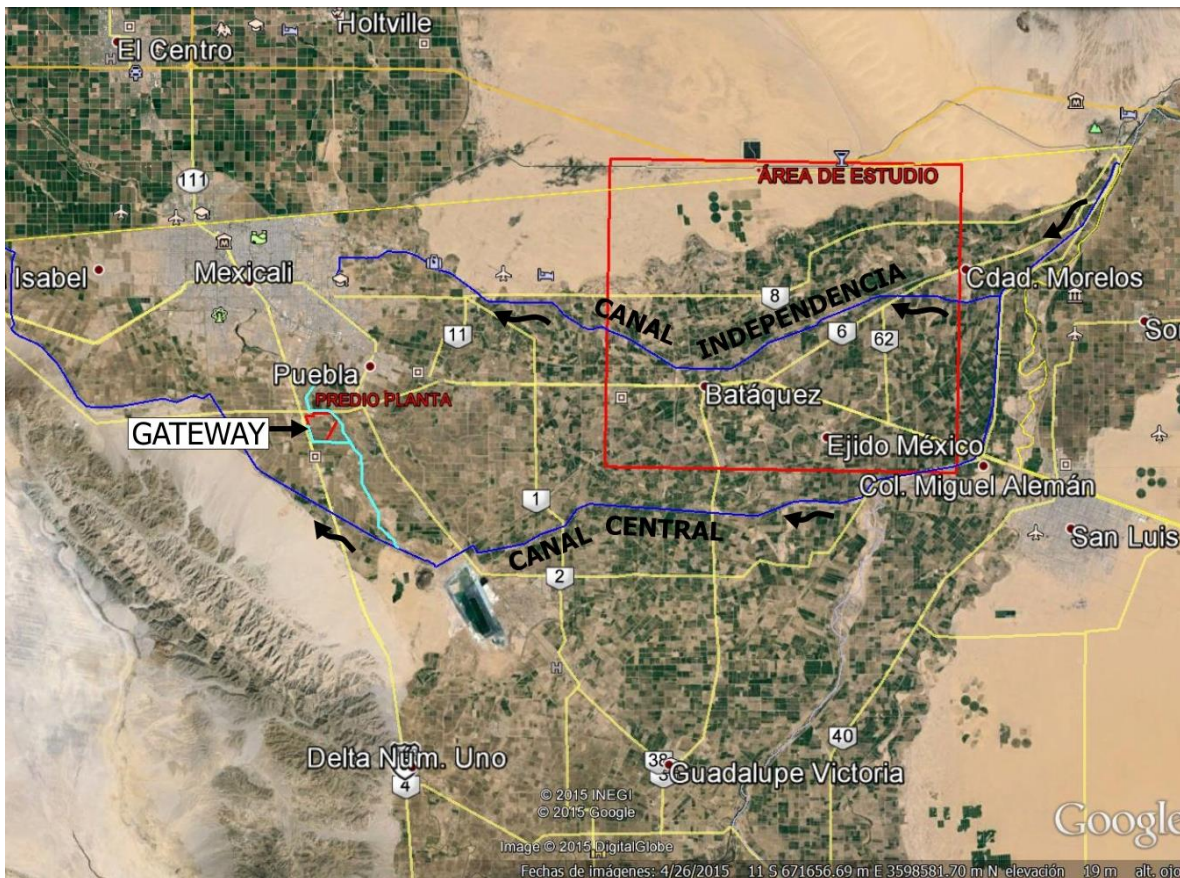 Holtville
El Centro
H
M
ÁREA DE ESTUDIO
111
M
Isabel
Mexicali
Cdad. Morelos
8
CANAL INDEPENDENCIA
11
6
62
Puebla
PREDIO PLANTA
Batáquez
GATEWAY
Ejido México
Col. Miguel Alemán
1
CANAL CENTRAL
San Luis
2
H
40
Delta Núm. Uno
38
3
Guadalupe Victoria
4
© 2015 INEGI
© 2015 Google
Google
Image © 2015 DigitalGlobe
Fechas de imágenes: 4/26/2015 11 S 671656.69 m E 3598581.70 m N elevación 19 m alt. ojo